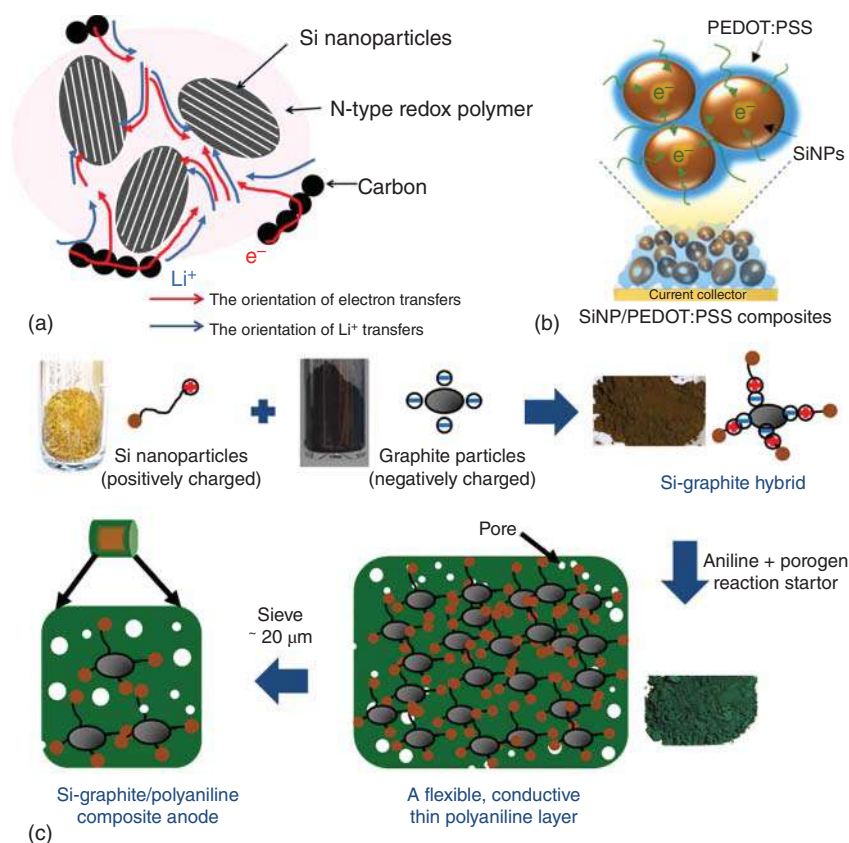 Si nanoparticles
N-type redox polymer
Carbon
Li⁺
e⁻
The orientation of electron transfers
The orientation of Li⁺ transfers
(a)
PEDOT:PSS
e⁻
e⁻
e⁻
SiNPs
Current collector
(b)
SiNP/PEDOT:PSS composites
Si nanoparticles
(positively charged)
Graphite particles
(negatively charged)
Si-graphite hybrid
Aniline + porogen
reaction startor
Pore
Sieve
~ 20 μm
Si-graphite/polyaniline
composite anode
A flexible, conductive
thin polyaniline layer
(c)